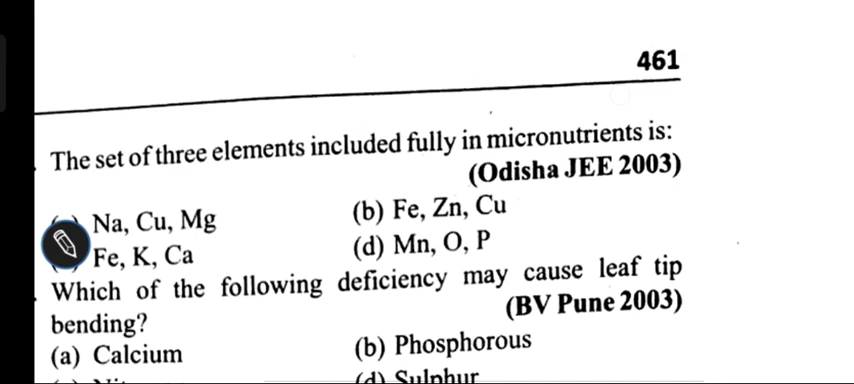 461
The set of three elements included fully in micronutrients is:
(Odisha JEE 2003)
Na, Cu, Mg (b) Fe, Zn, Cu
Fe, K, Ca (d) Mn, O, P
Which of the following deficiency may cause leaf tip
bending? (BV Pune 2003)
(a) Calcium (b) Phosphorous
(d) Sulphur